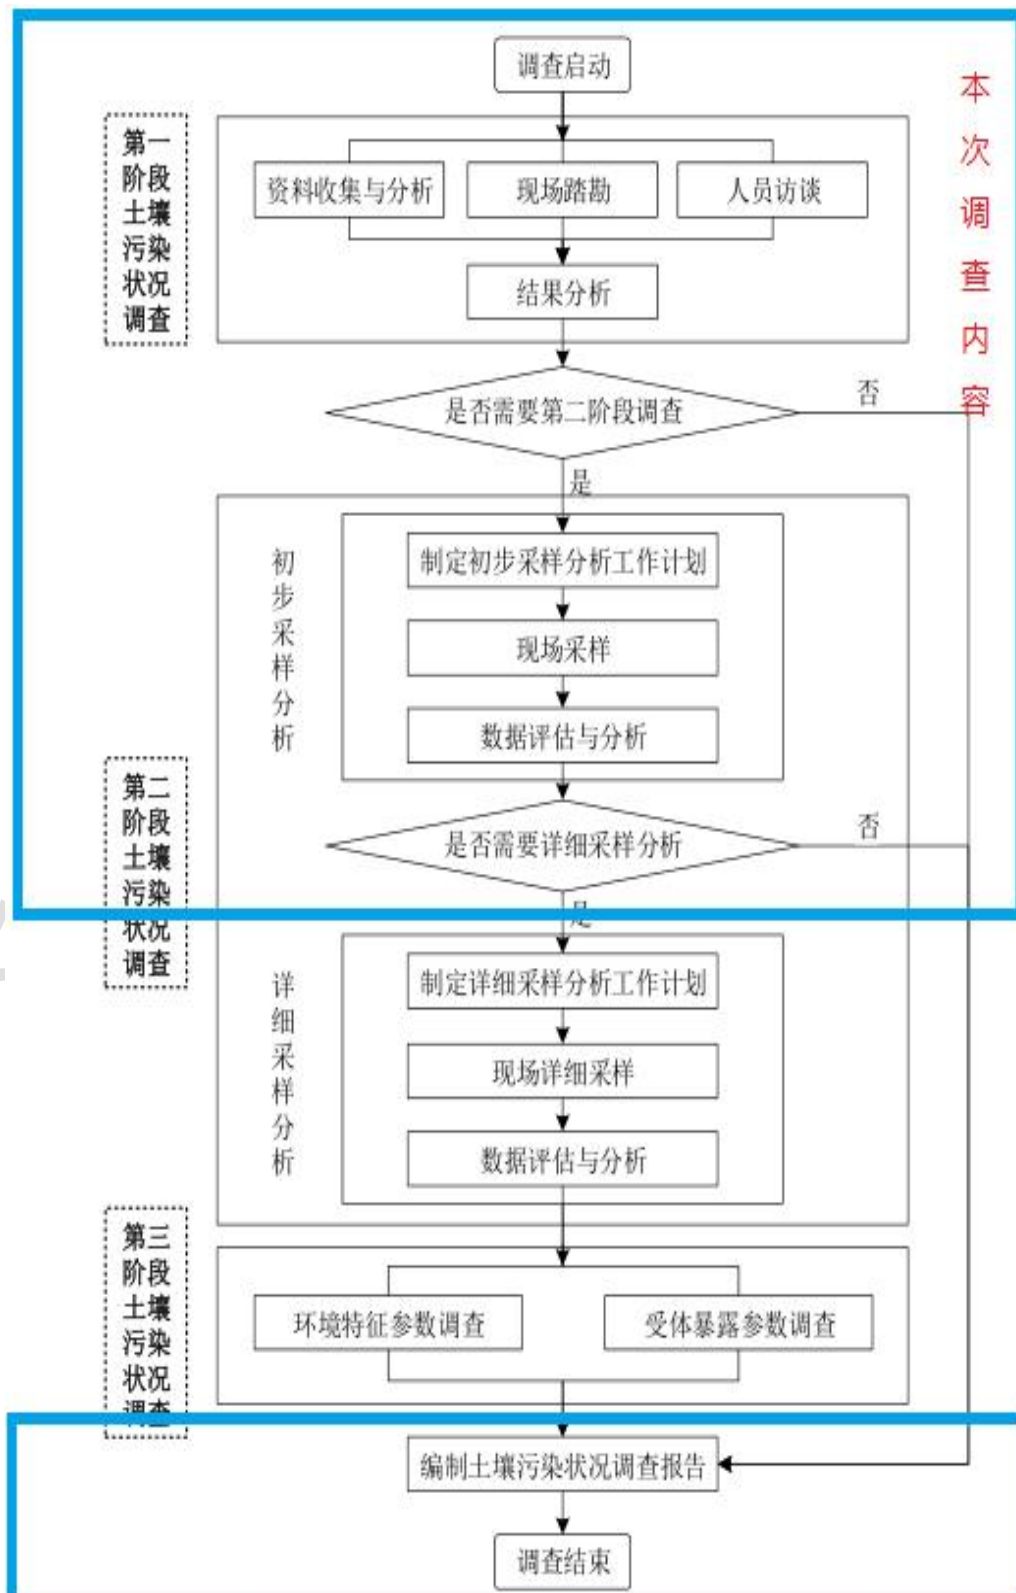 调查启动
本次调查内容
第一
阶段
土壤
污染
状况
调查
资料收集与分析
现场踏勘
人员访谈
结果分析
是否需要第二阶段调查
否
是
初步采样分析
制定初步采样分析工作计划
现场采样
数据评估与分析
第二
阶段
土壤
污染
状况
调查
是否需要详细采样分析
否
是
详细采样分析
制定详细采样分析工作计划
现场详细采样
数据评估与分析
第三
阶段
土壤
污染
状况
调查
环境特征参数调查
受体暴露参数调查
编制土壤污染状况调查报告
调查结束